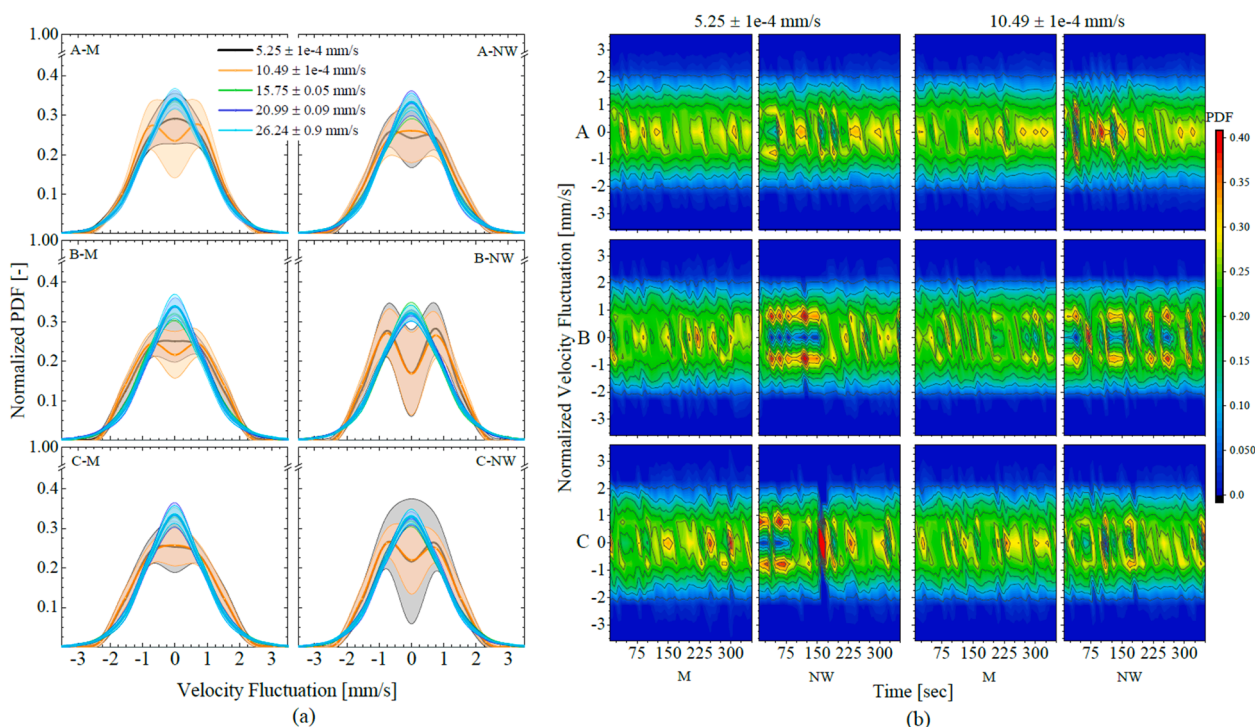 1.00
A-M
A-NW
5.25 ± 1e-4 mm/s
10.49 ± 1e-4 mm/s
15.75 ± 0.05 mm/s
20.99 ± 0.09 mm/s
26.24 ± 0.9 mm/s
0.4
0.3
0.2
0.1
1.00
B-M
B-NW
0.4
0.3
0.2
0.1
1.00
C-M
C-NW
0.4
0.3
0.2
0.1
Normalized PDF [-]
-3 -2 -1 0 1 2 3
-3 -2 -1 0 1 2 3
Velocity Fluctuation [mm/s]
(a)
5.25 ± 1e-4 mm/s
10.49 ± 1e-4 mm/s
Normalized Velocity Fluctuation [mm/s]
A
3
2
1
0
-1
-2
-3
B
3
2
1
0
-1
-2
-3
C
3
2
1
0
-1
-2
-3
75 150 225 300
75 150 225 300
75 150 225 300
75 150 225 300
M
NW
M
NW
Time [sec]
(b)
PDF
0.40
0.35
0.30
0.25
0.20
0.15
0.10
0.050
0.0